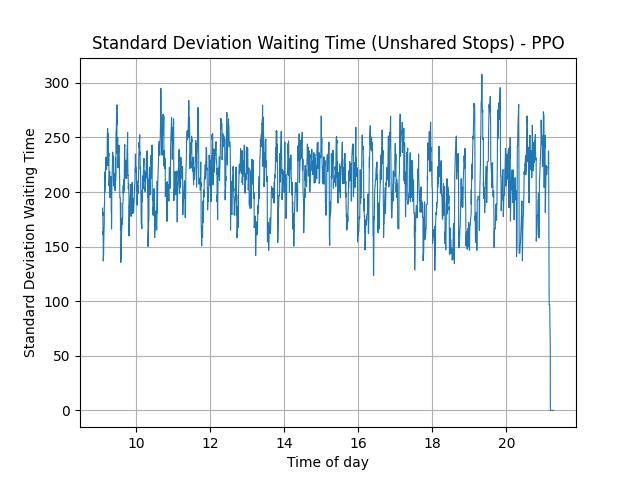 Standard Deviation Waiting Time (Unshared Stops) - PPO
Standard Deviation Waiting Time
300
250
200
150
100
50
0
10 12 14 16 18 20
Time of day